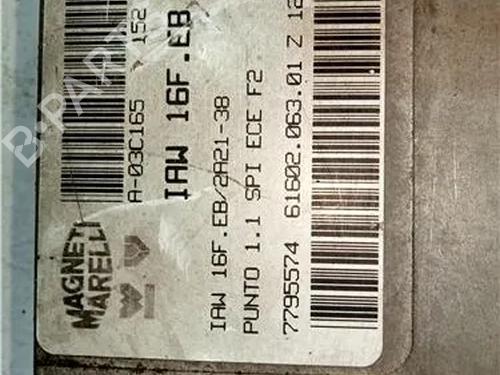 B-PARTS
152
A-03C165
IAW 16F.EB
IAW 16F.EB/2A21-38
PUNTO 1.1 SPI ECE F2
7795574 61602.063.01 Z 12
MAGNETI
MARELLI